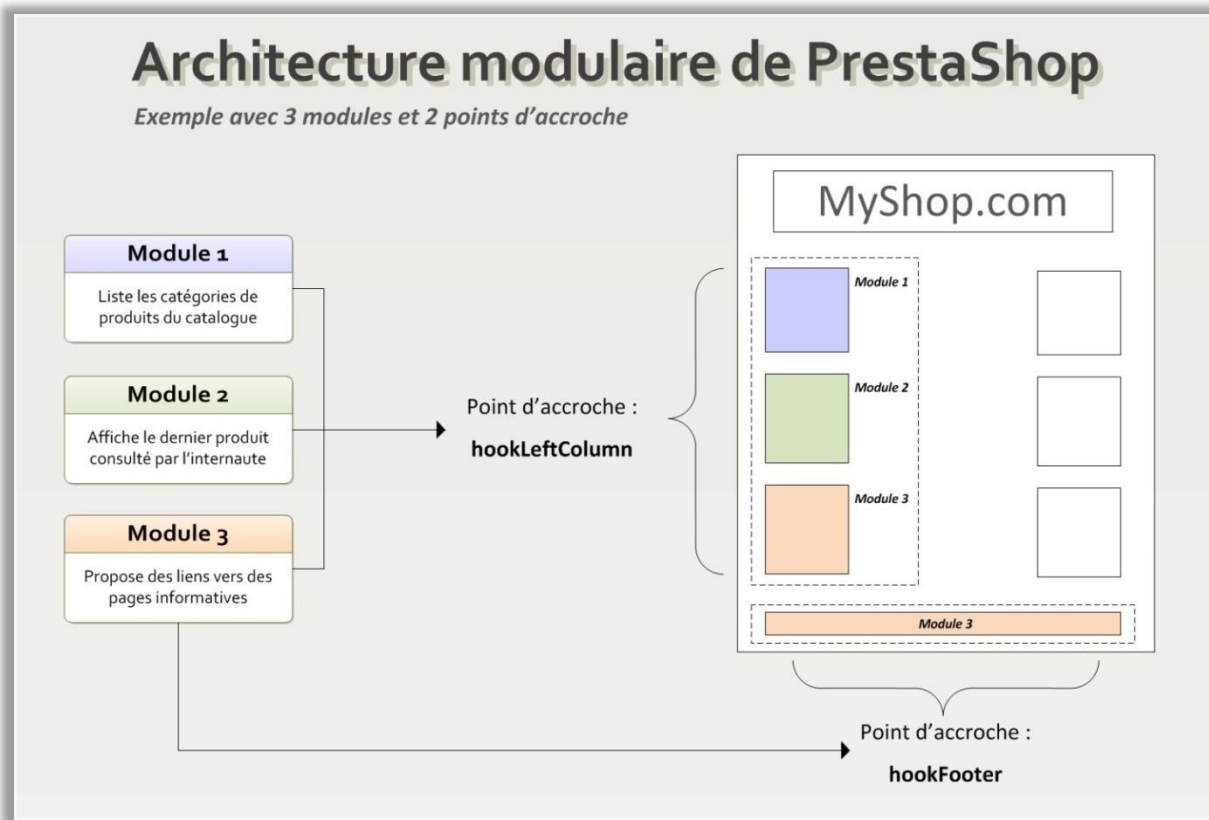 Architecture modulaire de PrestaShop
Exemple avec 3 modules et 2 points d'accroche
Module 1
Liste les catégories de
produits du catalogue
Module 2
Affiche le dernier produit
consulté par l'internaute
Module 3
Propose des liens vers des
pages informatives
Point d'accroche :
hookLeftColumn
MyShop.com
Module 1
Module 2
Module 3
Module 3
Point d'accroche :
hookFooter